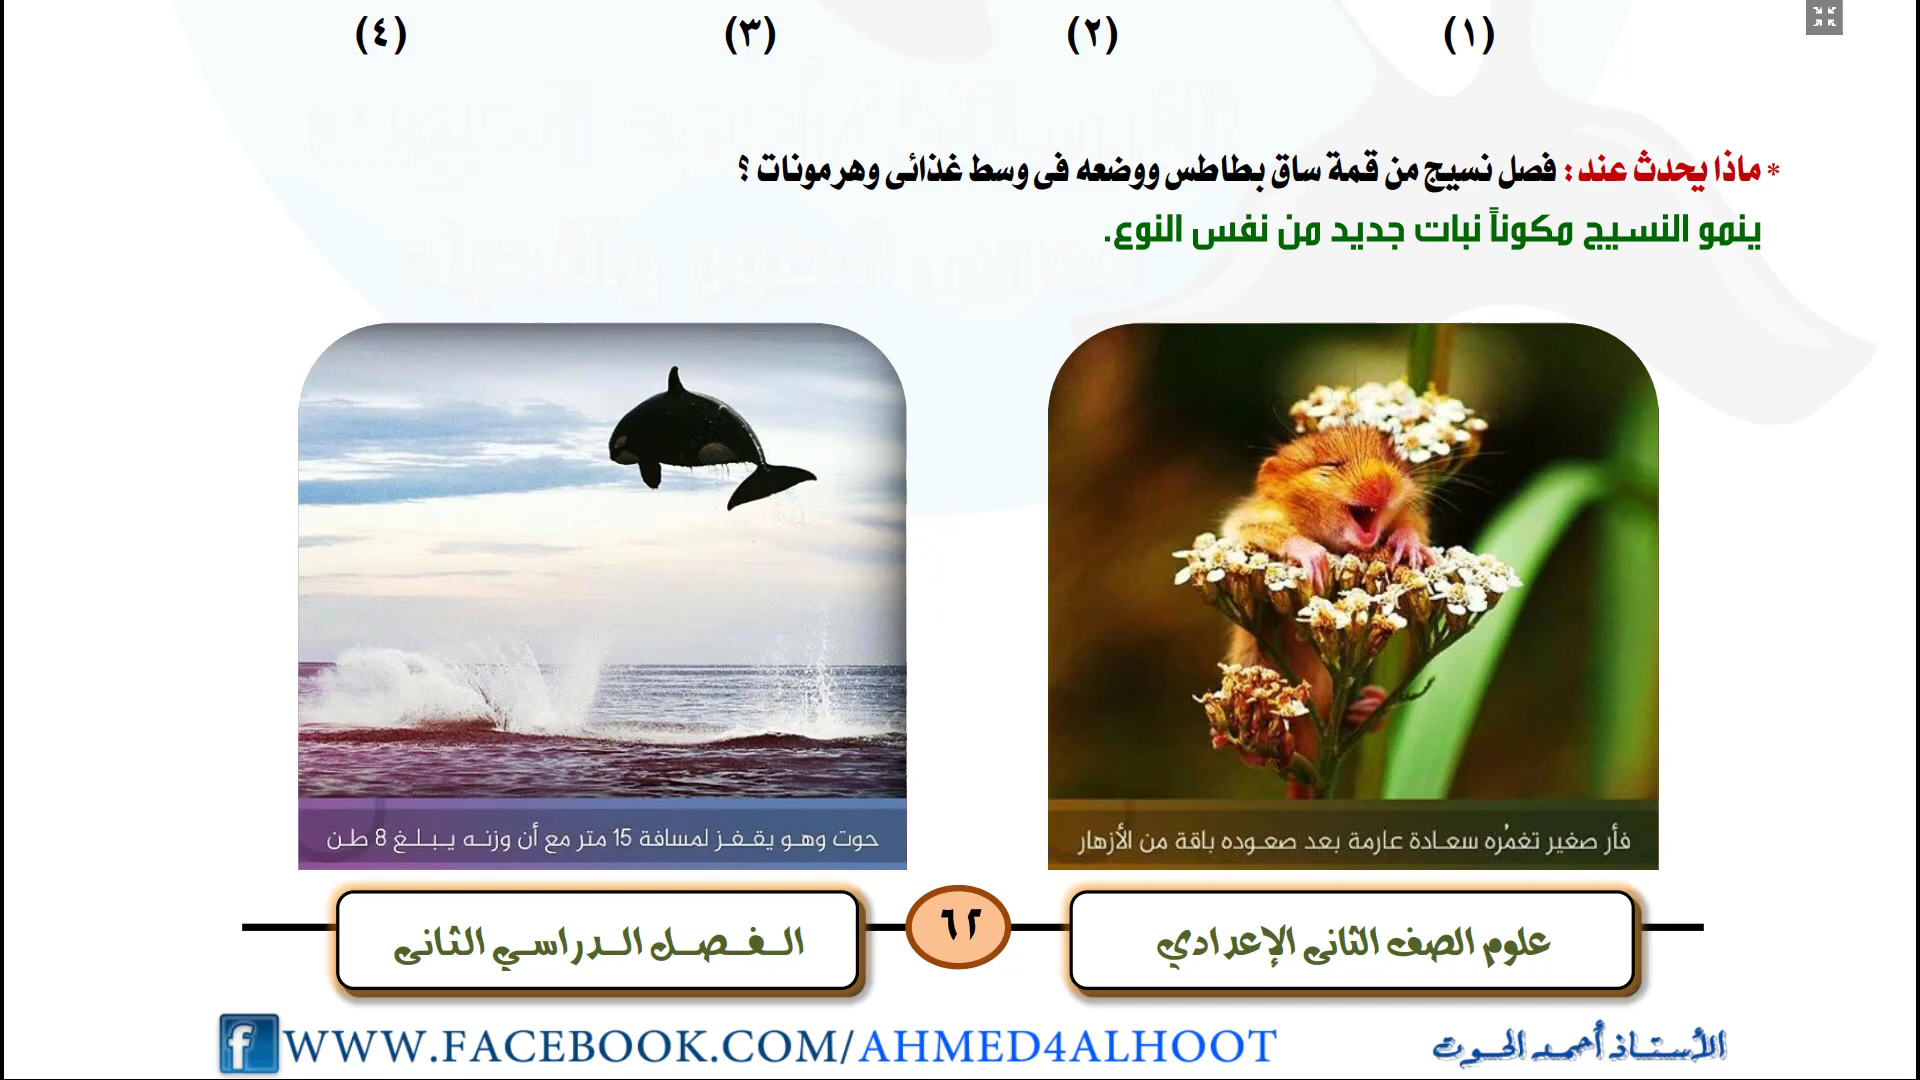 (١) (٢) (٣) (٤)
* ماذا يحدث عند : فصل نسيج من قمة ساق بطاطس ووضعه فى وسط غذائى وهرمونات ؟
ينمو النسيج مكوناً نبات جديد من نفس النوع.
فأر صغير تغمُره سعادة عارمة بعد صعوده باقة من الأزهار
حوت وهو يقفز لمسافة 15 متر مع أن وزنه يبلغ 8 طن
علوم الصف الثانى الإعدادي
٦٢
الفصل الدراسي الثانى
الأستاذ أحمد الحوت
WWW.FACEBOOK.COM/AHMED4ALHOOT